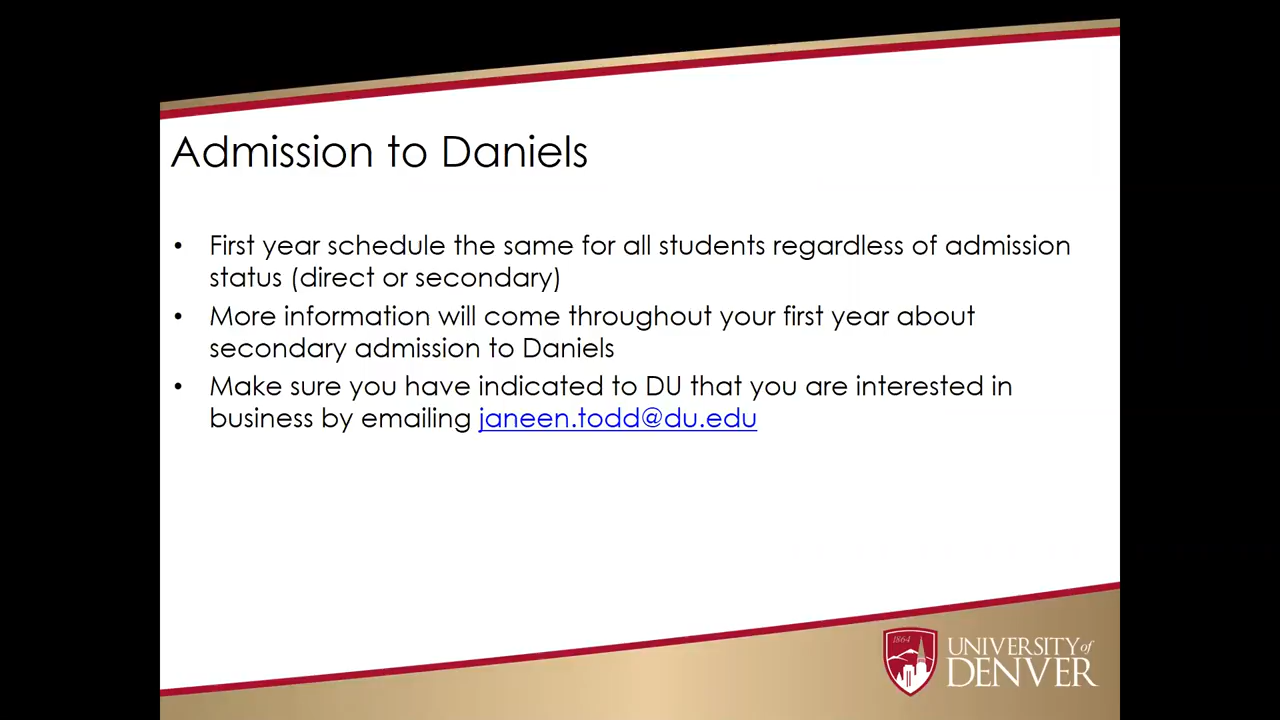 Admission to Daniels
• First year schedule the same for all students regardless of admission
status (direct or secondary)
• More information will come throughout your first year about
secondary admission to Daniels
• Make sure you have indicated to DU that you are interested in
business by emailing janeen.todd@du.edu
1864
UNIVERSITY of
DENVER